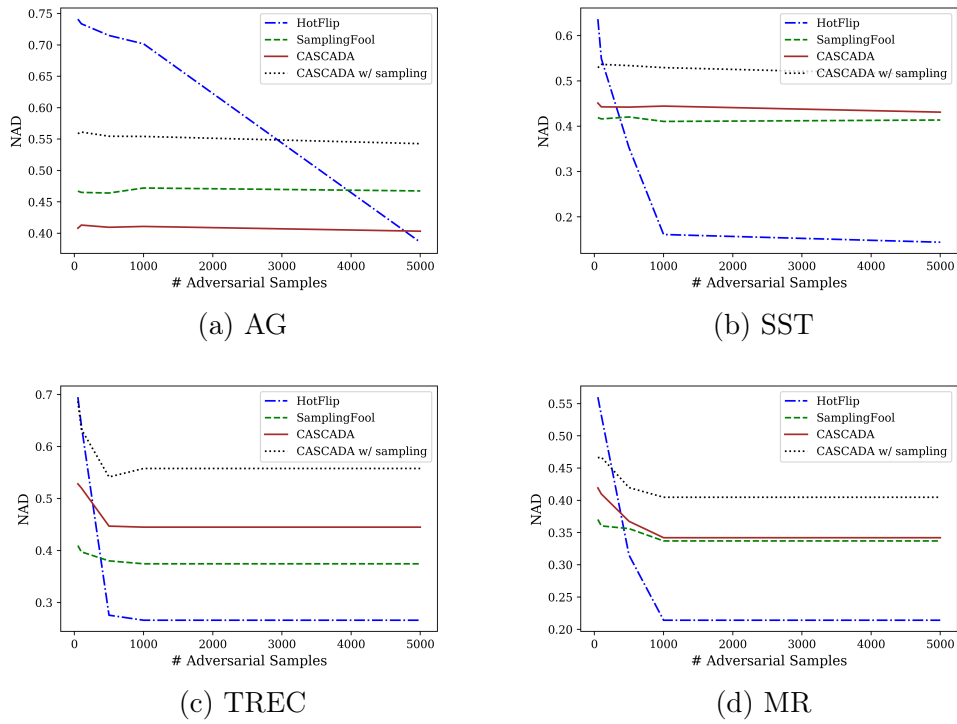 0.75
0.70
0.65
0.60
0.55
0.50
0.45
0.40
NAD
HotFlip
SamplingFool
CASCADA
CASCADA w/ sampling
0 1000 2000 3000 4000 5000
# Adversarial Samples
(a) AG
0.6
0.5
0.4
0.3
0.2
NAD
HotFlip
SamplingFool
CASCADA
CASCADA w/ sampling
0 1000 2000 3000 4000 5000
# Adversarial Samples
(b) SST
0.7
0.6
0.5
0.4
0.3
NAD
HotFlip
SamplingFool
CASCADA
CASCADA w/ sampling
0 1000 2000 3000 4000 5000
# Adversarial Samples
(c) TREC
0.55
0.50
0.45
0.40
0.35
0.30
0.25
0.20
NAD
HotFlip
SamplingFool
CASCADA
CASCADA w/ sampling
0 1000 2000 3000 4000 5000
# Adversarial Samples
(d) MR